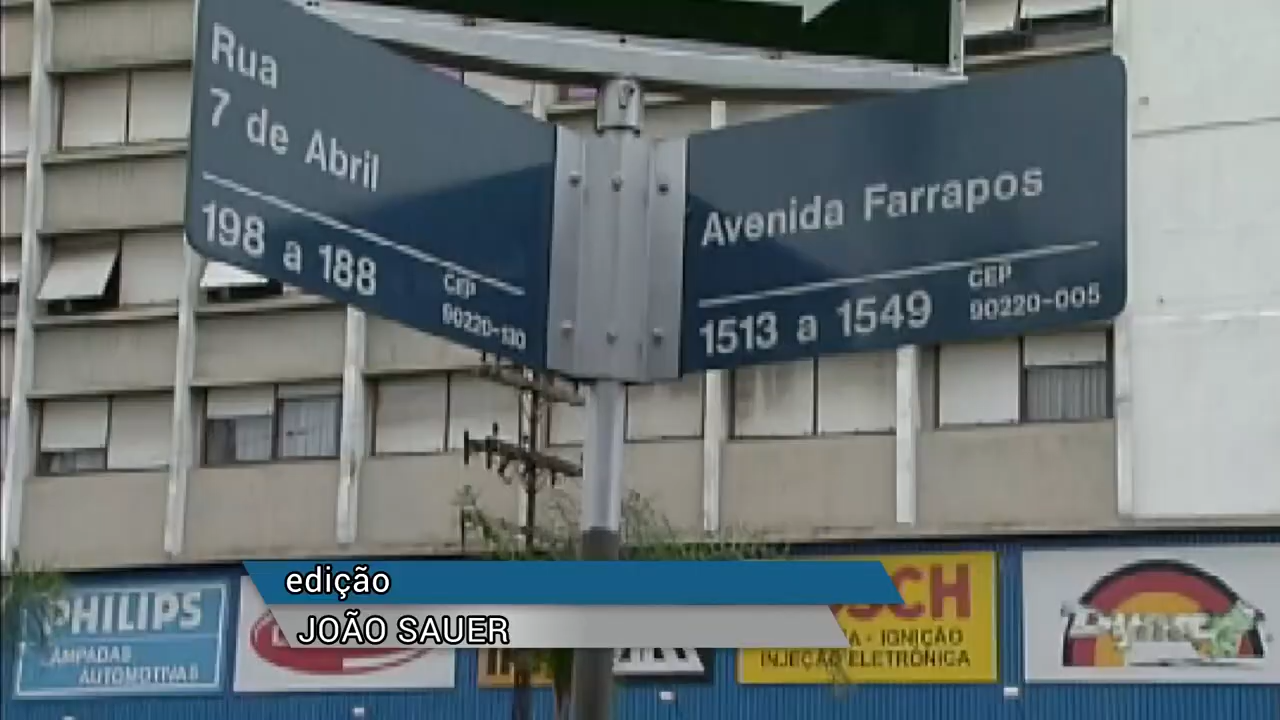 Rua
7 de Abril
198 a 188
CEP
90220-130
Avenida Farrapos
1513 a 1549
CEP
90220-005
edição
JOÃO SAUER
PHILIPS
LÂMPADAS
AUTOMOTIVAS
IGNIÇÃO
INJEÇÃO ELETRÔNICA